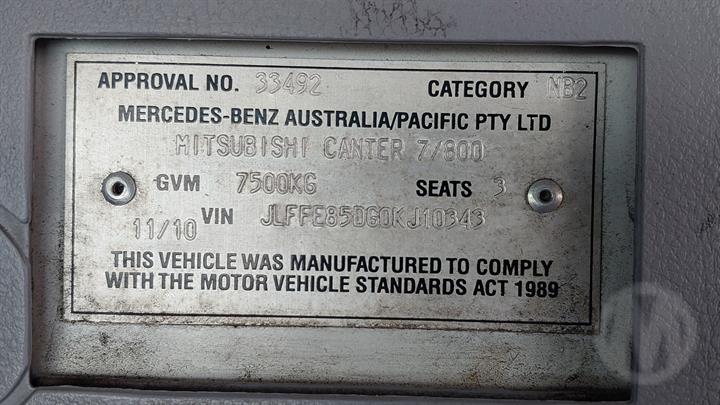 APPROVAL NO. 33492 CATEGORY NB2
MERCEDES-BENZ AUSTRALIA/PACIFIC PTY LTD
MITSUBISHI CANTER 7/800
GVM 7500KG SEATS 3
11/10 VIN JLFFE85DG0KJ10343
THIS VEHICLE WAS MANUFACTURED TO COMPLY
WITH THE MOTOR VEHICLE STANDARDS ACT 1989